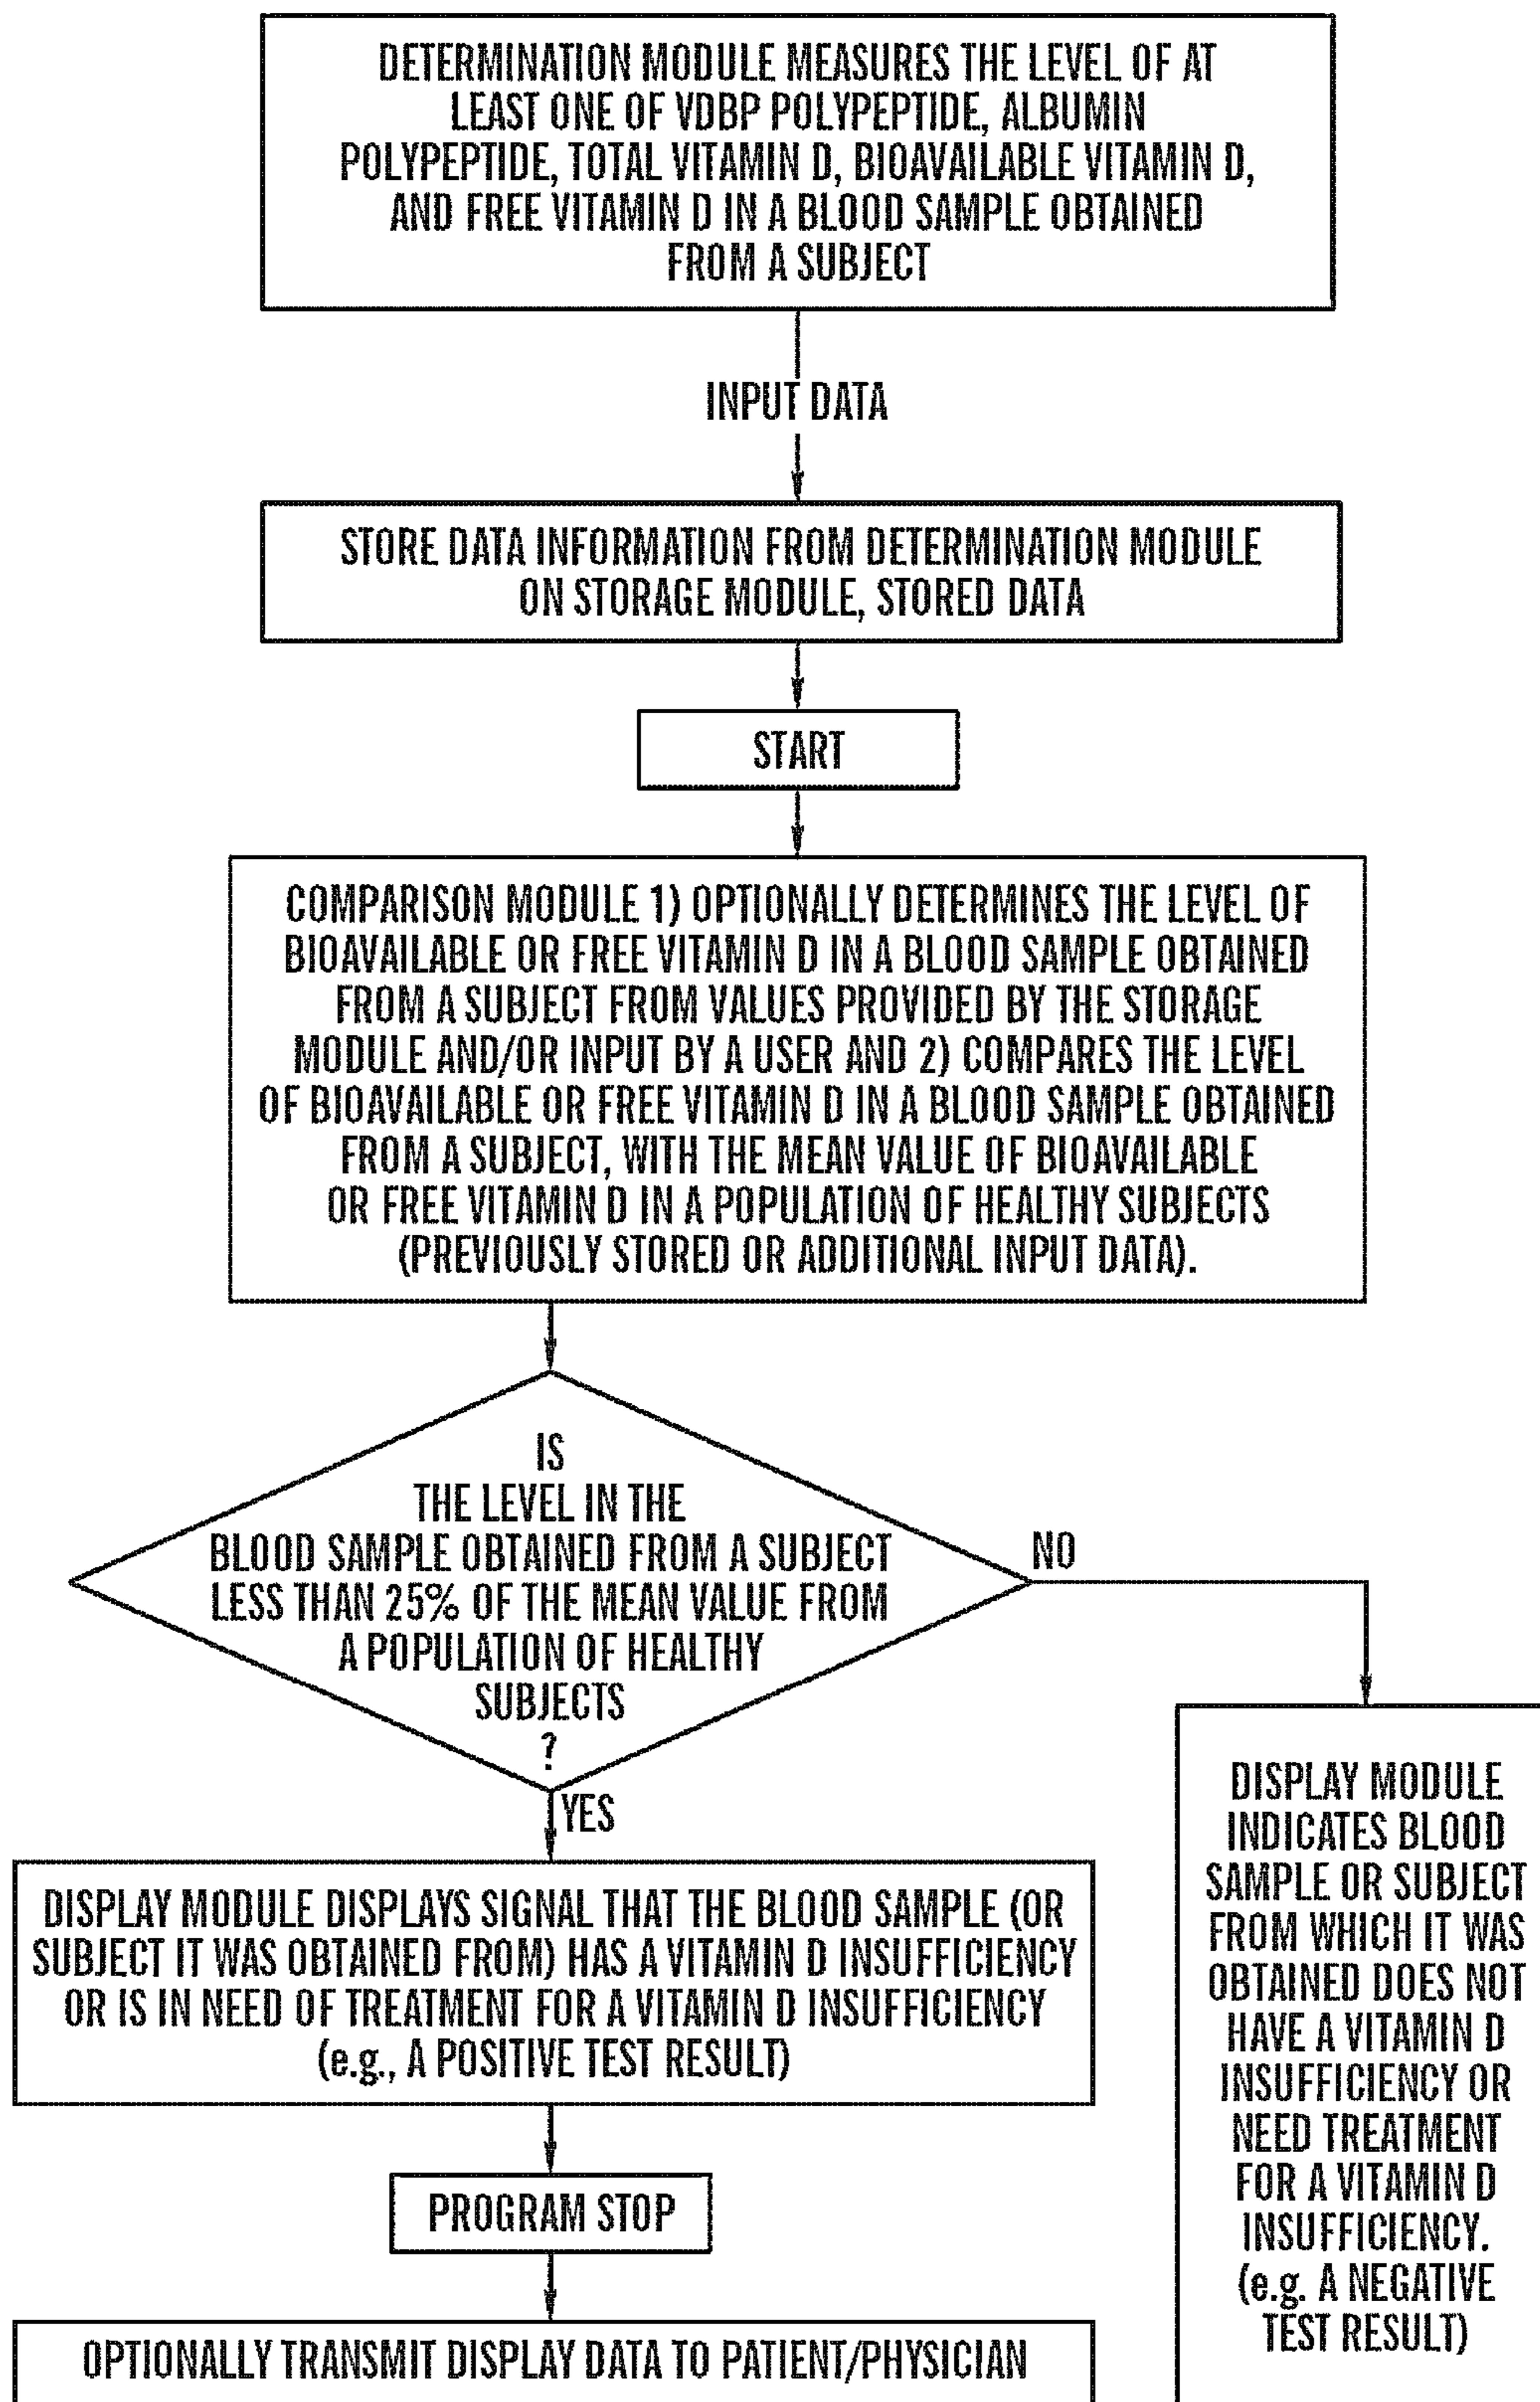 DETERMINATION MODULE MEASURES THE LEVEL OF AT
LEAST ONE OF VDBP POLYPEPTIDE, ALBUMIN
POLYPEPTIDE, TOTAL VITAMIN D, BIOAVAILABLE VITAMIN D,
AND FREE VITAMIN D IN A BLOOD SAMPLE OBTAINED
FROM A SUBJECT
INPUT DATA
STORE DATA INFORMATION FROM DETERMINATION MODULE
ON STORAGE MODULE, STORED DATA
START
COMPARISON MODULE 1) OPTIONALLY DETERMINES THE LEVEL OF
BIOAVAILABLE OR FREE VITAMIN D IN A BLOOD SAMPLE OBTAINED
FROM A SUBJECT FROM VALUES PROVIDED BY THE STORAGE
MODULE AND/OR INPUT BY A USER AND 2) COMPARES THE LEVEL
OF BIOAVAILABLE OR FREE VITAMIN D IN A BLOOD SAMPLE OBTAINED
FROM A SUBJECT, WITH THE MEAN VALUE OF BIOAVAILABLE
OR FREE VITAMIN D IN A POPULATION OF HEALTHY SUBJECTS
(PREVIOUSLY STORED OR ADDITIONAL INPUT DATA).
IS
THE LEVEL IN THE
BLOOD SAMPLE OBTAINED FROM A SUBJECT
LESS THAN 25% OF THE MEAN VALUE FROM
A POPULATION OF HEALTHY
SUBJECTS
?
NO
YES
DISPLAY MODULE DISPLAYS SIGNAL THAT THE BLOOD SAMPLE (OR
SUBJECT IT WAS OBTAINED FROM) HAS A VITAMIN D INSUFFICIENCY
OR IS IN NEED OF TREATMENT FOR A VITAMIN D INSUFFICIENCY
(e.g., A POSITIVE TEST RESULT)
PROGRAM STOP
OPTIONALLY TRANSMIT DISPLAY DATA TO PATIENT/PHYSICIAN
DISPLAY MODULE
INDICATES BLOOD
SAMPLE OR SUBJECT
FROM WHICH IT WAS
OBTAINED DOES NOT
HAVE A VITAMIN D
INSUFFICIENCY OR
NEED TREATMENT
FOR A VITAMIN D
INSUFFICIENCY.
(e.g. A NEGATIVE
TEST RESULT)